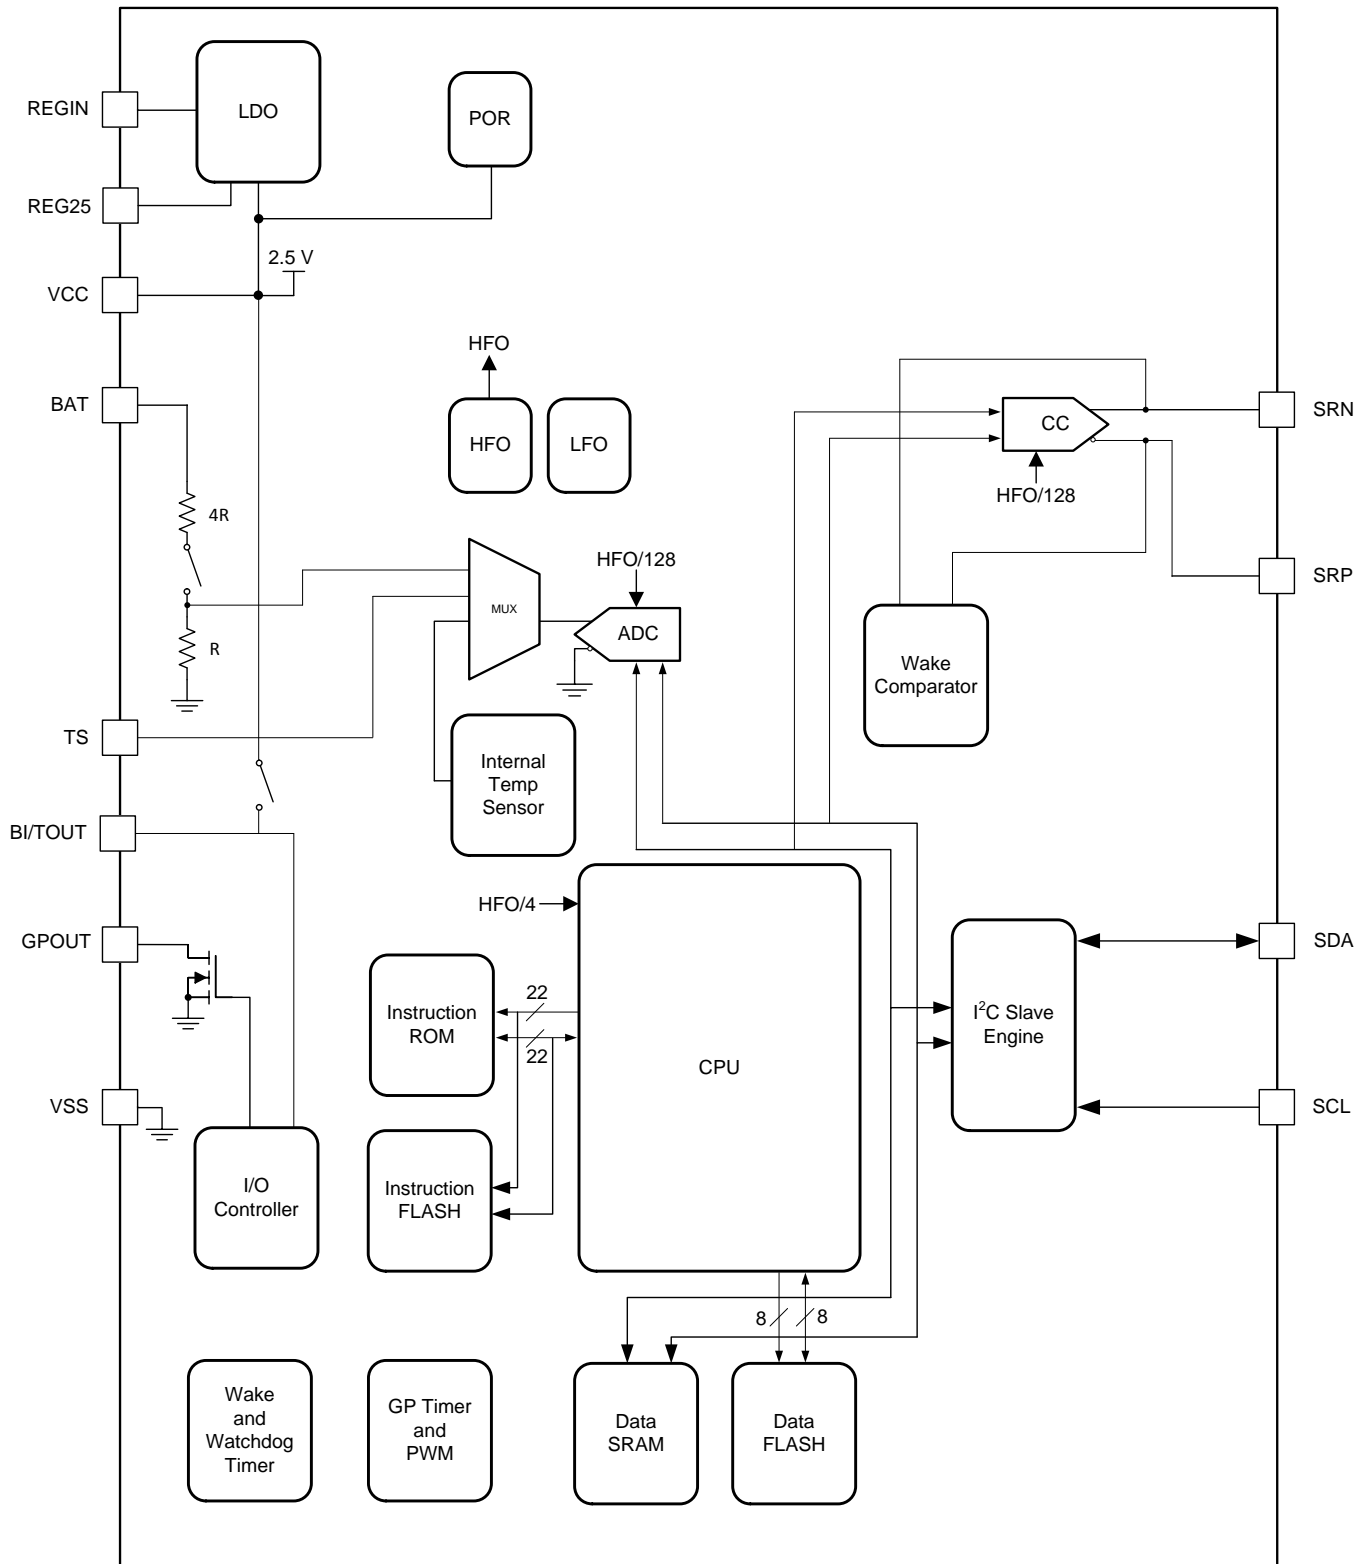 REGIN
LDO
POR
REG25
2.5 V
VCC
HFO
BAT
HFO
LFO
CC
SRN
HFO/128
4R
HFO/128
SRP
MUX
ADC
R
Wake
Comparator
TS
Internal
Temp
Sensor
BI/TOUT
HFO/4
GPOUT
SDA
22
Instruction
ROM
22
I²C Slave
Engine
CPU
VSS
SCL
I/O
Controller
Instruction
FLASH
8
8
Wake
and
Watchdog
Timer
GP Timer
and
PWM
Data
SRAM
Data
FLASH